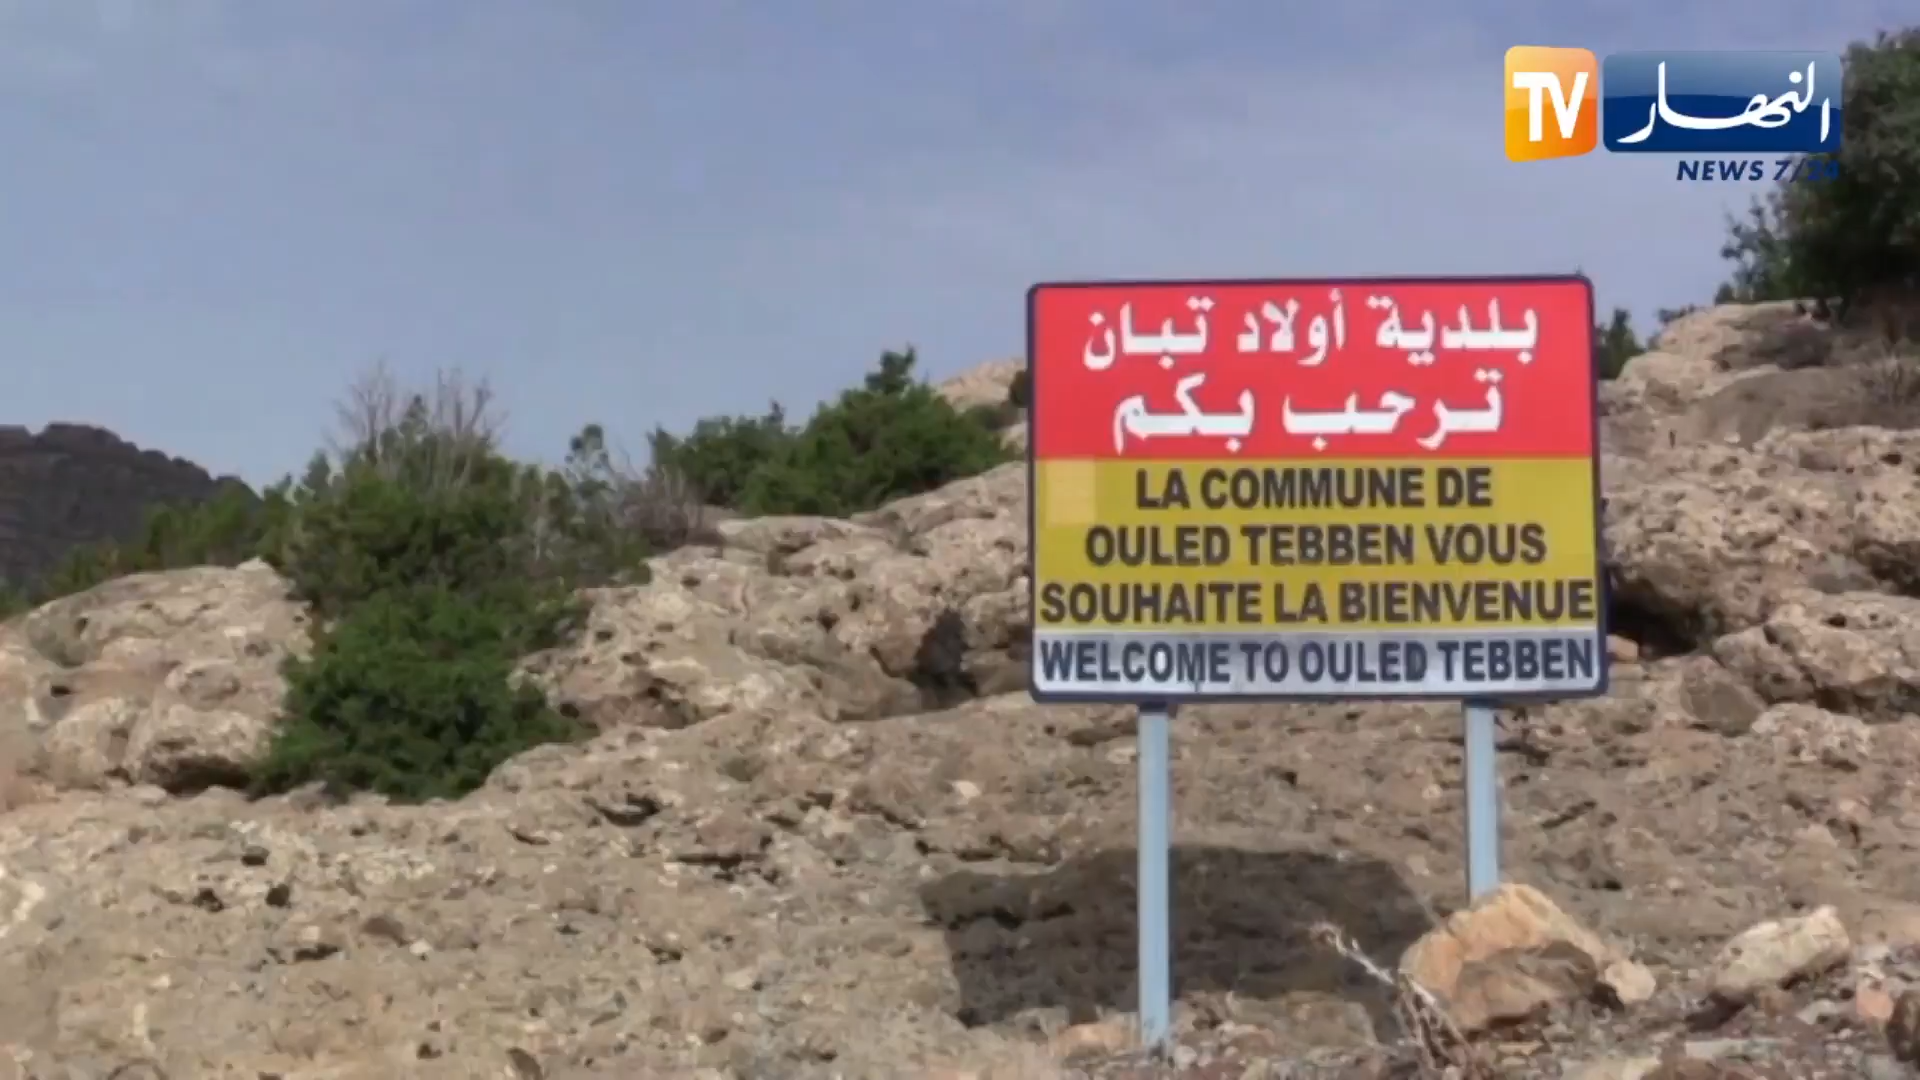 TV النهار
NEWS 7/24
بلدية أولاد تبان
ترحب بكم
LA COMMUNE DE
OULED TEBBEN VOUS
SOUHAITE LA BIENVENUE
WELCOME TO OULED TEBBEN